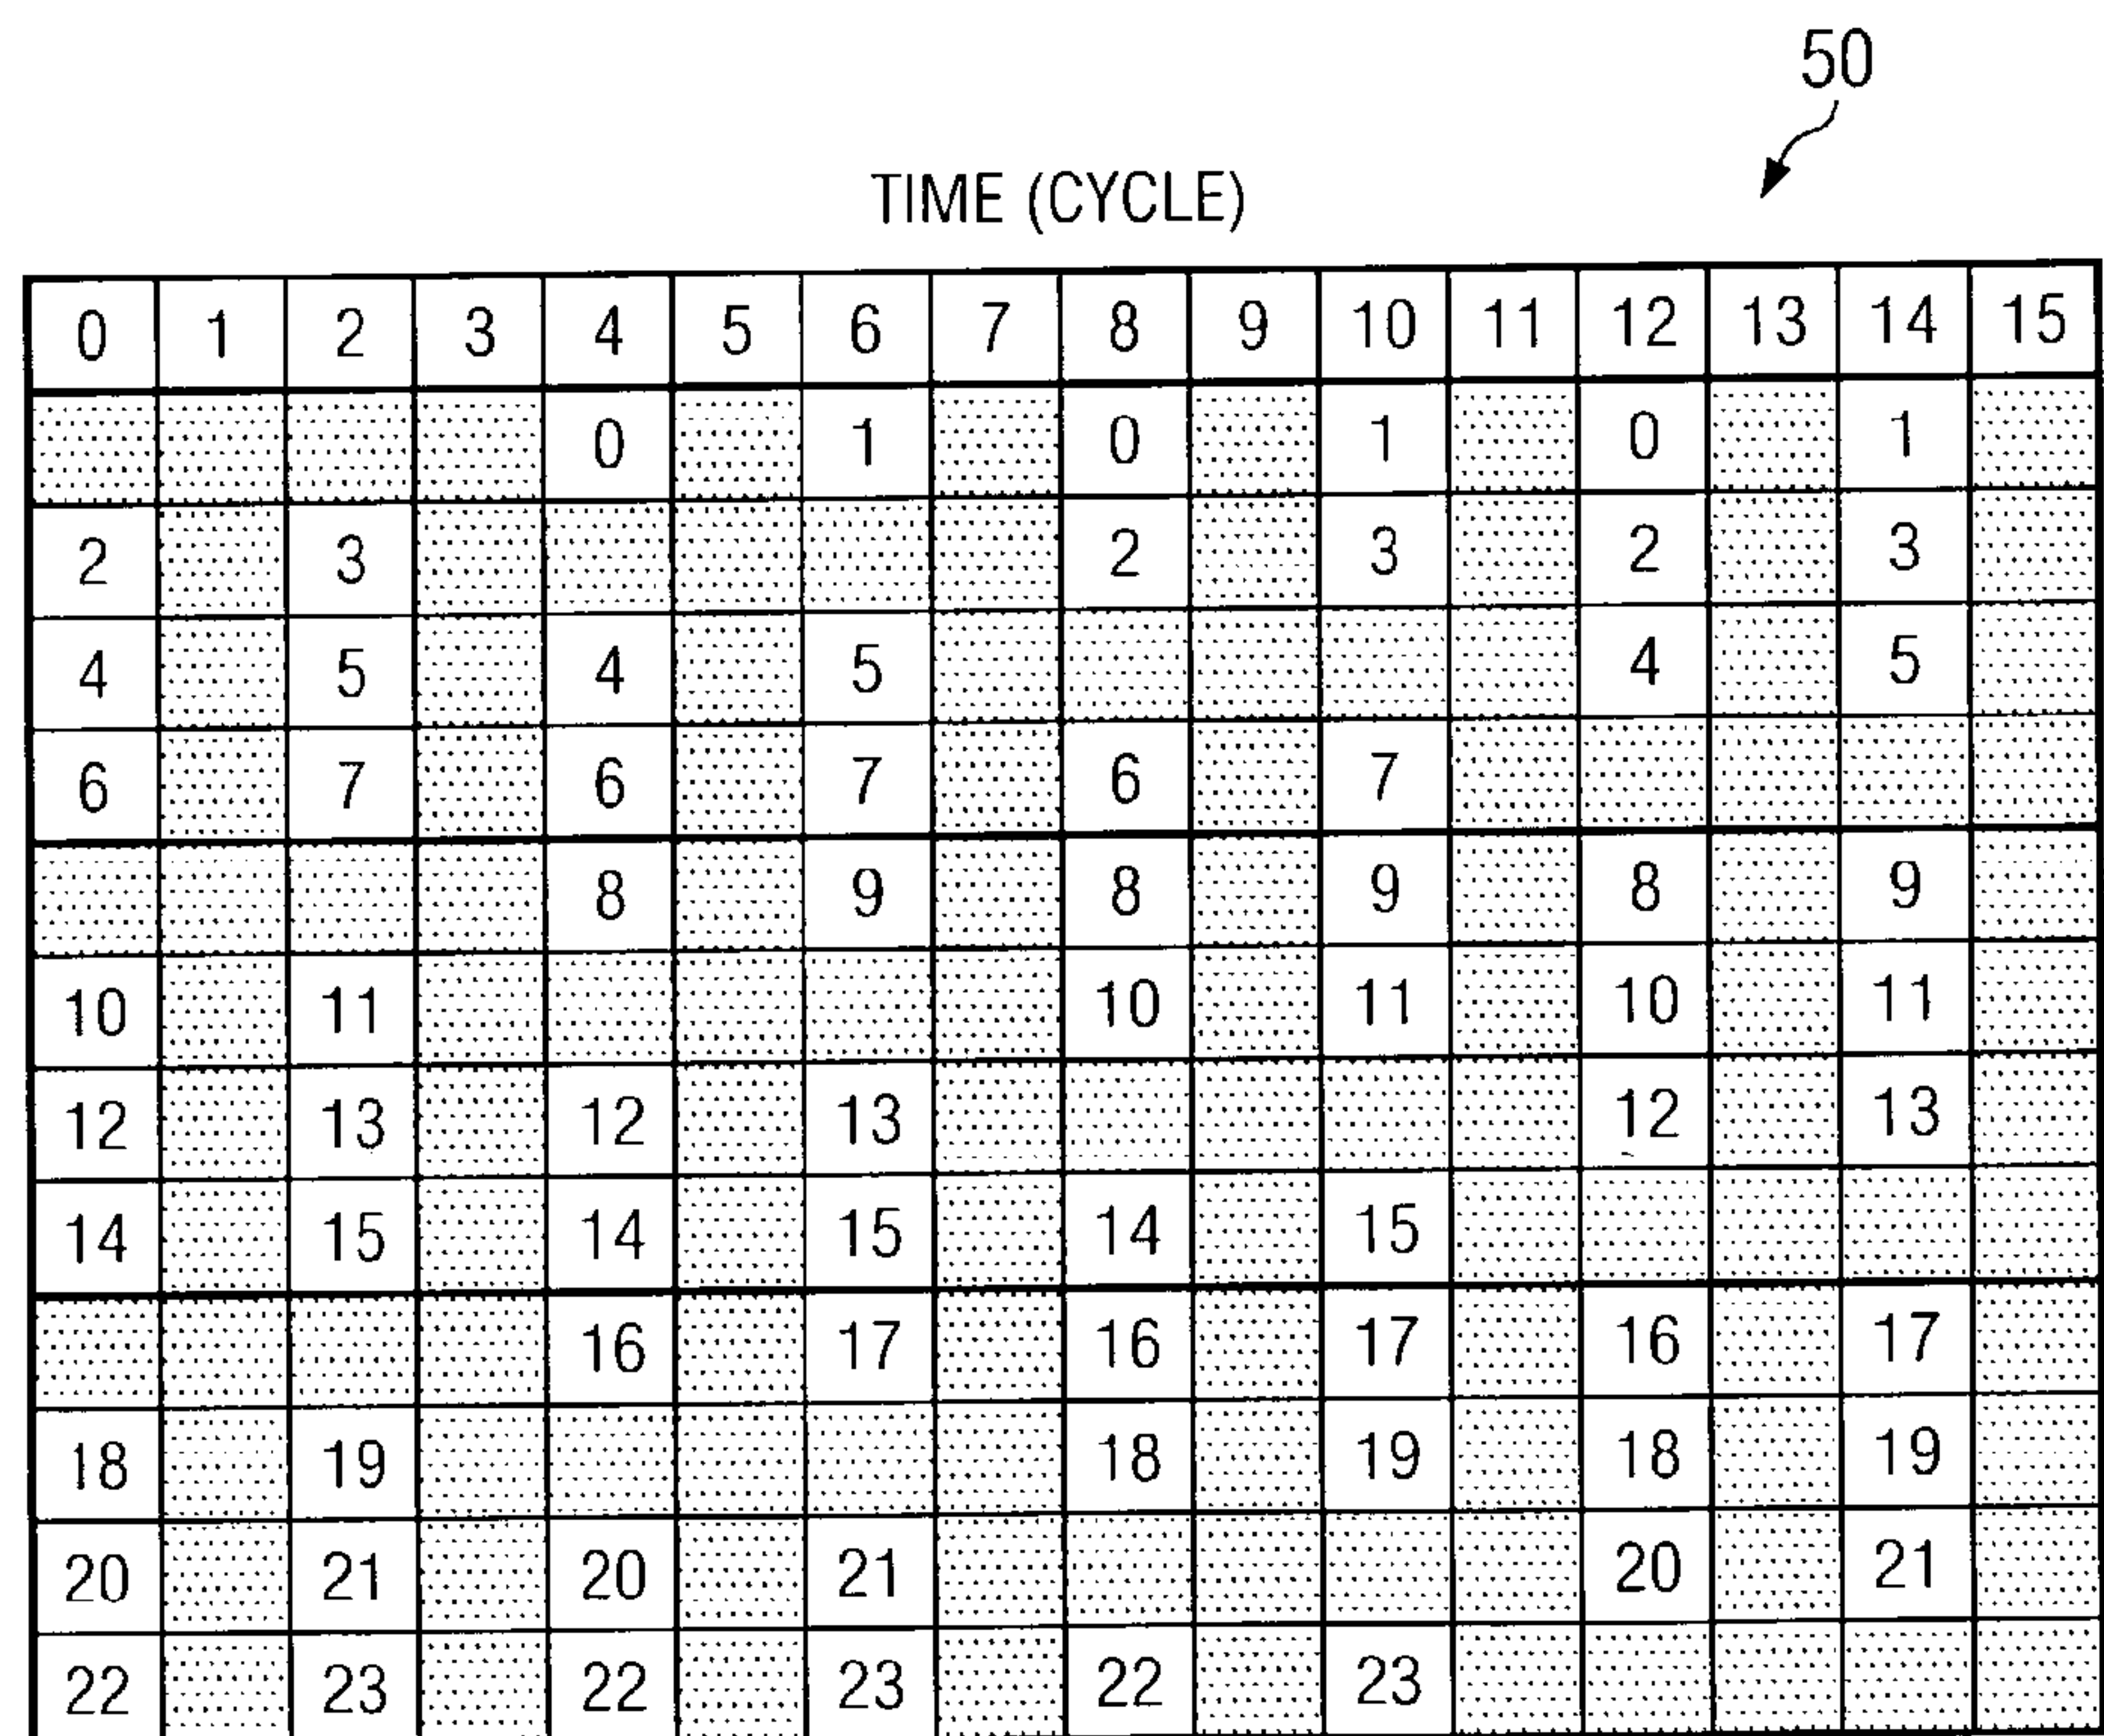 50
TIME (CYCLE)
0 1 2 3 4 5 6 7 8 9 10 11 12 13 14 15
0 1 0 1 0 1
2 3 2 3 2 3
4 5 4 5 4 5
6 7 6 7 6 7
8 9 8 9 8 9
10 11 10 11 10 11
12 13 12 13 12 13
14 15 14 15 14 15
16 17 16 17 16 17
18 19 18 19 18 19
20 21 20 21 20 21
22 23 22 23 22 23